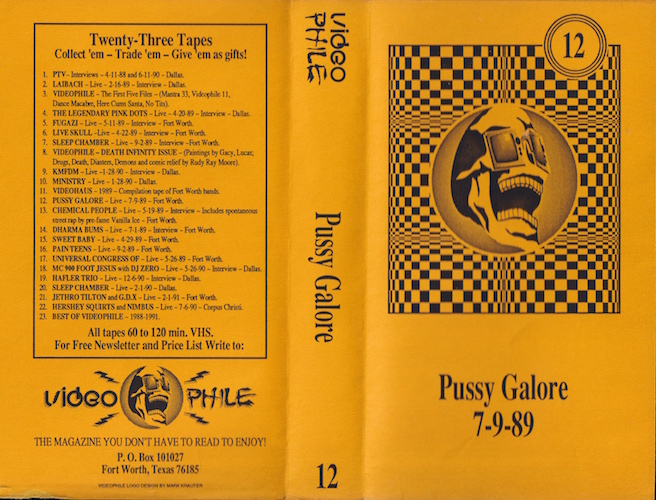 Twenty-Three Tapes
Collect 'em – Trade 'em – Give 'em as gifts!
1. PTV – Interviews – 4-11-88 and 6-11-90 – Dallas.
2. LAIBACH – Live – 2-16-89 – Interview – Dallas.
3. VIDEOPHILE – The First Five Files – (Mantra 33, Videophile 11,
Dance Macabre, Here Cums Santa, No Tits).
4. THE LEGENDARY PINK DOTS – Live – 4-20-89 – Interview – Dallas.
5. FUGAZI – Live – 5-11-89 – Interview – Fort Worth.
6. LIVE SKULL –Live – 4-22-89 – Fort Worth.
7. SLEEP CHAMBER – Live – 9-2-89 – Interview – Fort Worth.
8. VIDEOPHILE – DEATH INFINITY ISSUE – (Paintings by Gacy, Lucas,
Drugs, Death, Diasters, Demons and comic relief by Rudy Ray Moore).
9. KMFDM – Live –1-28-90 – Interview – Dallas.
10. MINISTRY – Live – 1-28-90 – Dallas.
11. VIDEOHAUS – 1989 – Compilation tape of Fort Worth bands.
12. PUSSY GALORE – Live – 7-9-89 – Fort Worth.
13. CHEMICAL PEOPLE – Live – 5-19-89 – Interview – Includes spontaneous
street rap by pre-fame Vanilla Ice – Fort Worth.
14. DHARMA BUMS – Live – 7-1-89 – Interview – Fort Worth.
15. SWEET BABY – Live – 4-29-89 – Fort Worth.
16. PAIN TEENS – Live – 9-2-89 – Fort Worth.
17. UNIVERSAL CONGRESS OF – Live – 5-26-89 – Fort Worth.
18. MC 900 FOOT JESUS with DJ ZERO – Live – 5-26-90 – Interview – Dallas.
19. HAFLER TRIO – Live – 12-6-90 – Interview – Dallas.
20. SLEEP CHAMBER – Live – 2-1-90 – Dallas.
21. JETHRO TILTON and G.D.X – Live – 2-1-91 – Fort Worth.
22. HERSHEY SQUIRTS and NIMBUS – Live – 7-6-90 – Corpus Christi.
23. BEST OF VIDEOPHILE – 1988-1991.
All tapes 60 to 120 min. VHS.
For Free Newsletter and Price List Write to:
video PHILE
THE MAGAZINE YOU DON'T HAVE TO READ TO ENJOY!
P. O. Box 101027
Fort Worth, Texas 76185
VIDEOPHILE LOGO DESIGN BY MARK KRAUTER
video
PHILE
Pussy Galore
12
12
Pussy Galore
7-9-89